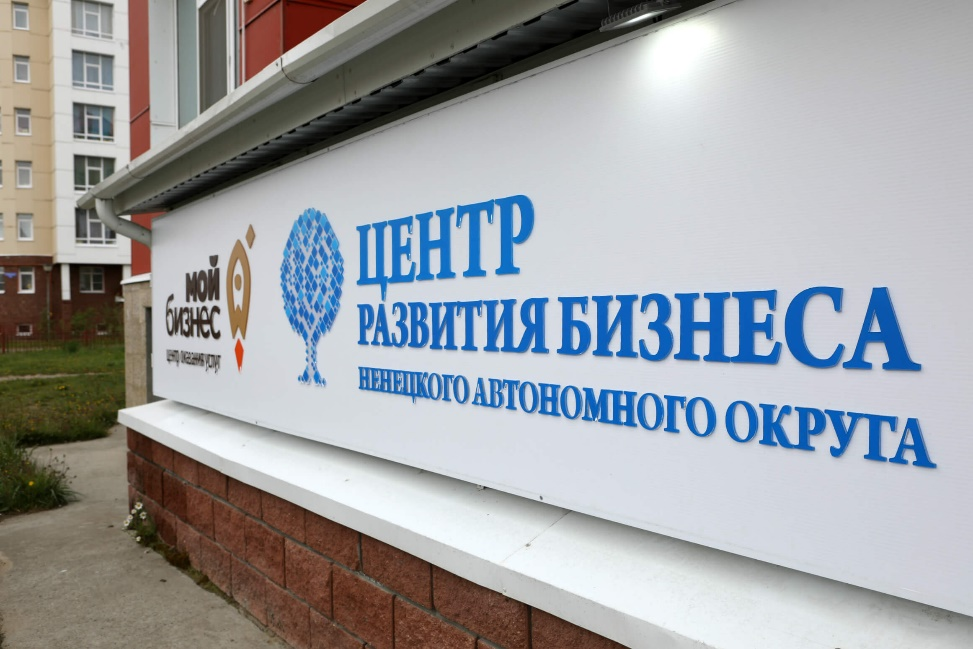 мой
бизнес
центр оказания услуг
ЦЕНТР
РАЗВИТИЯ БИЗНЕСА
НЕНЕЦКОГО АВТОНОМНОГО ОКРУГА